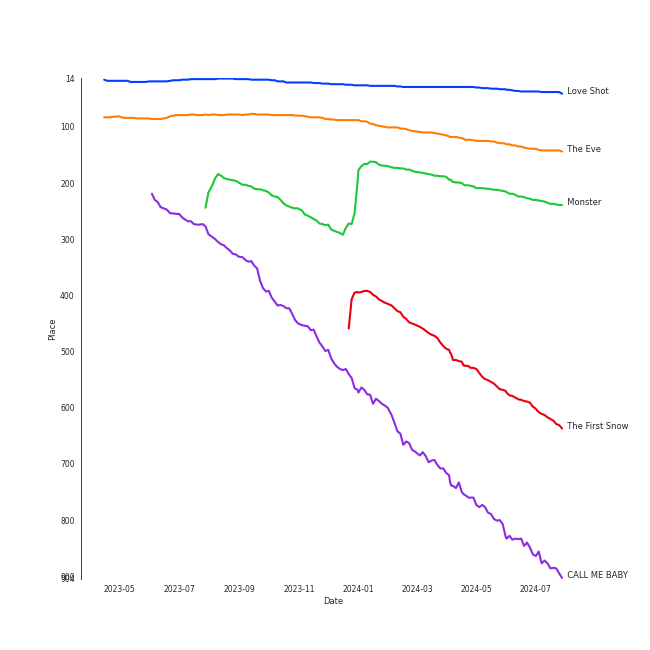 14
Love Shot
100
The Eve
200
Monster
300
Place
400
500
600
The First Snow
700
800
900
904
CALL ME BABY
2023-05
2023-07
2023-09
2023-11
2024-01
2024-03
2024-05
2024-07
Date